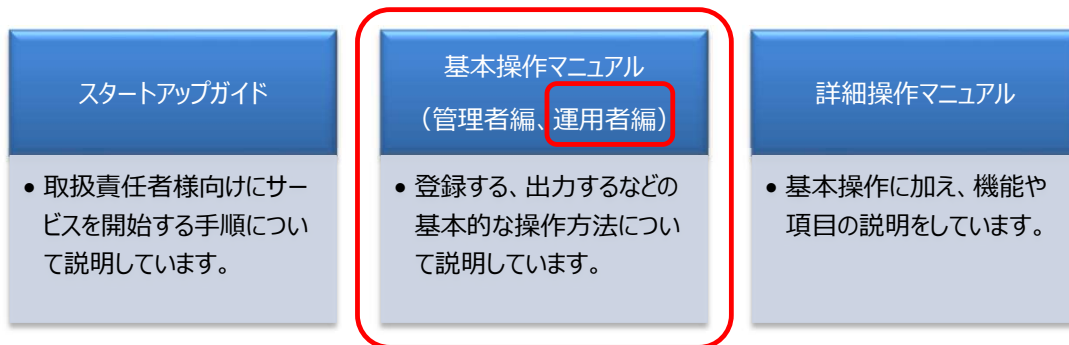 スタートアップガイド
• 取扱責任者様向けにサー
ビスを開始する手順につい
て説明しています。
基本操作マニュアル
（管理者編、運用者編）
• 登録する、出力するなどの
基本的な操作方法につい
て説明しています。
詳細操作マニュアル
• 基本操作に加え、機能や
項目の説明をしています。